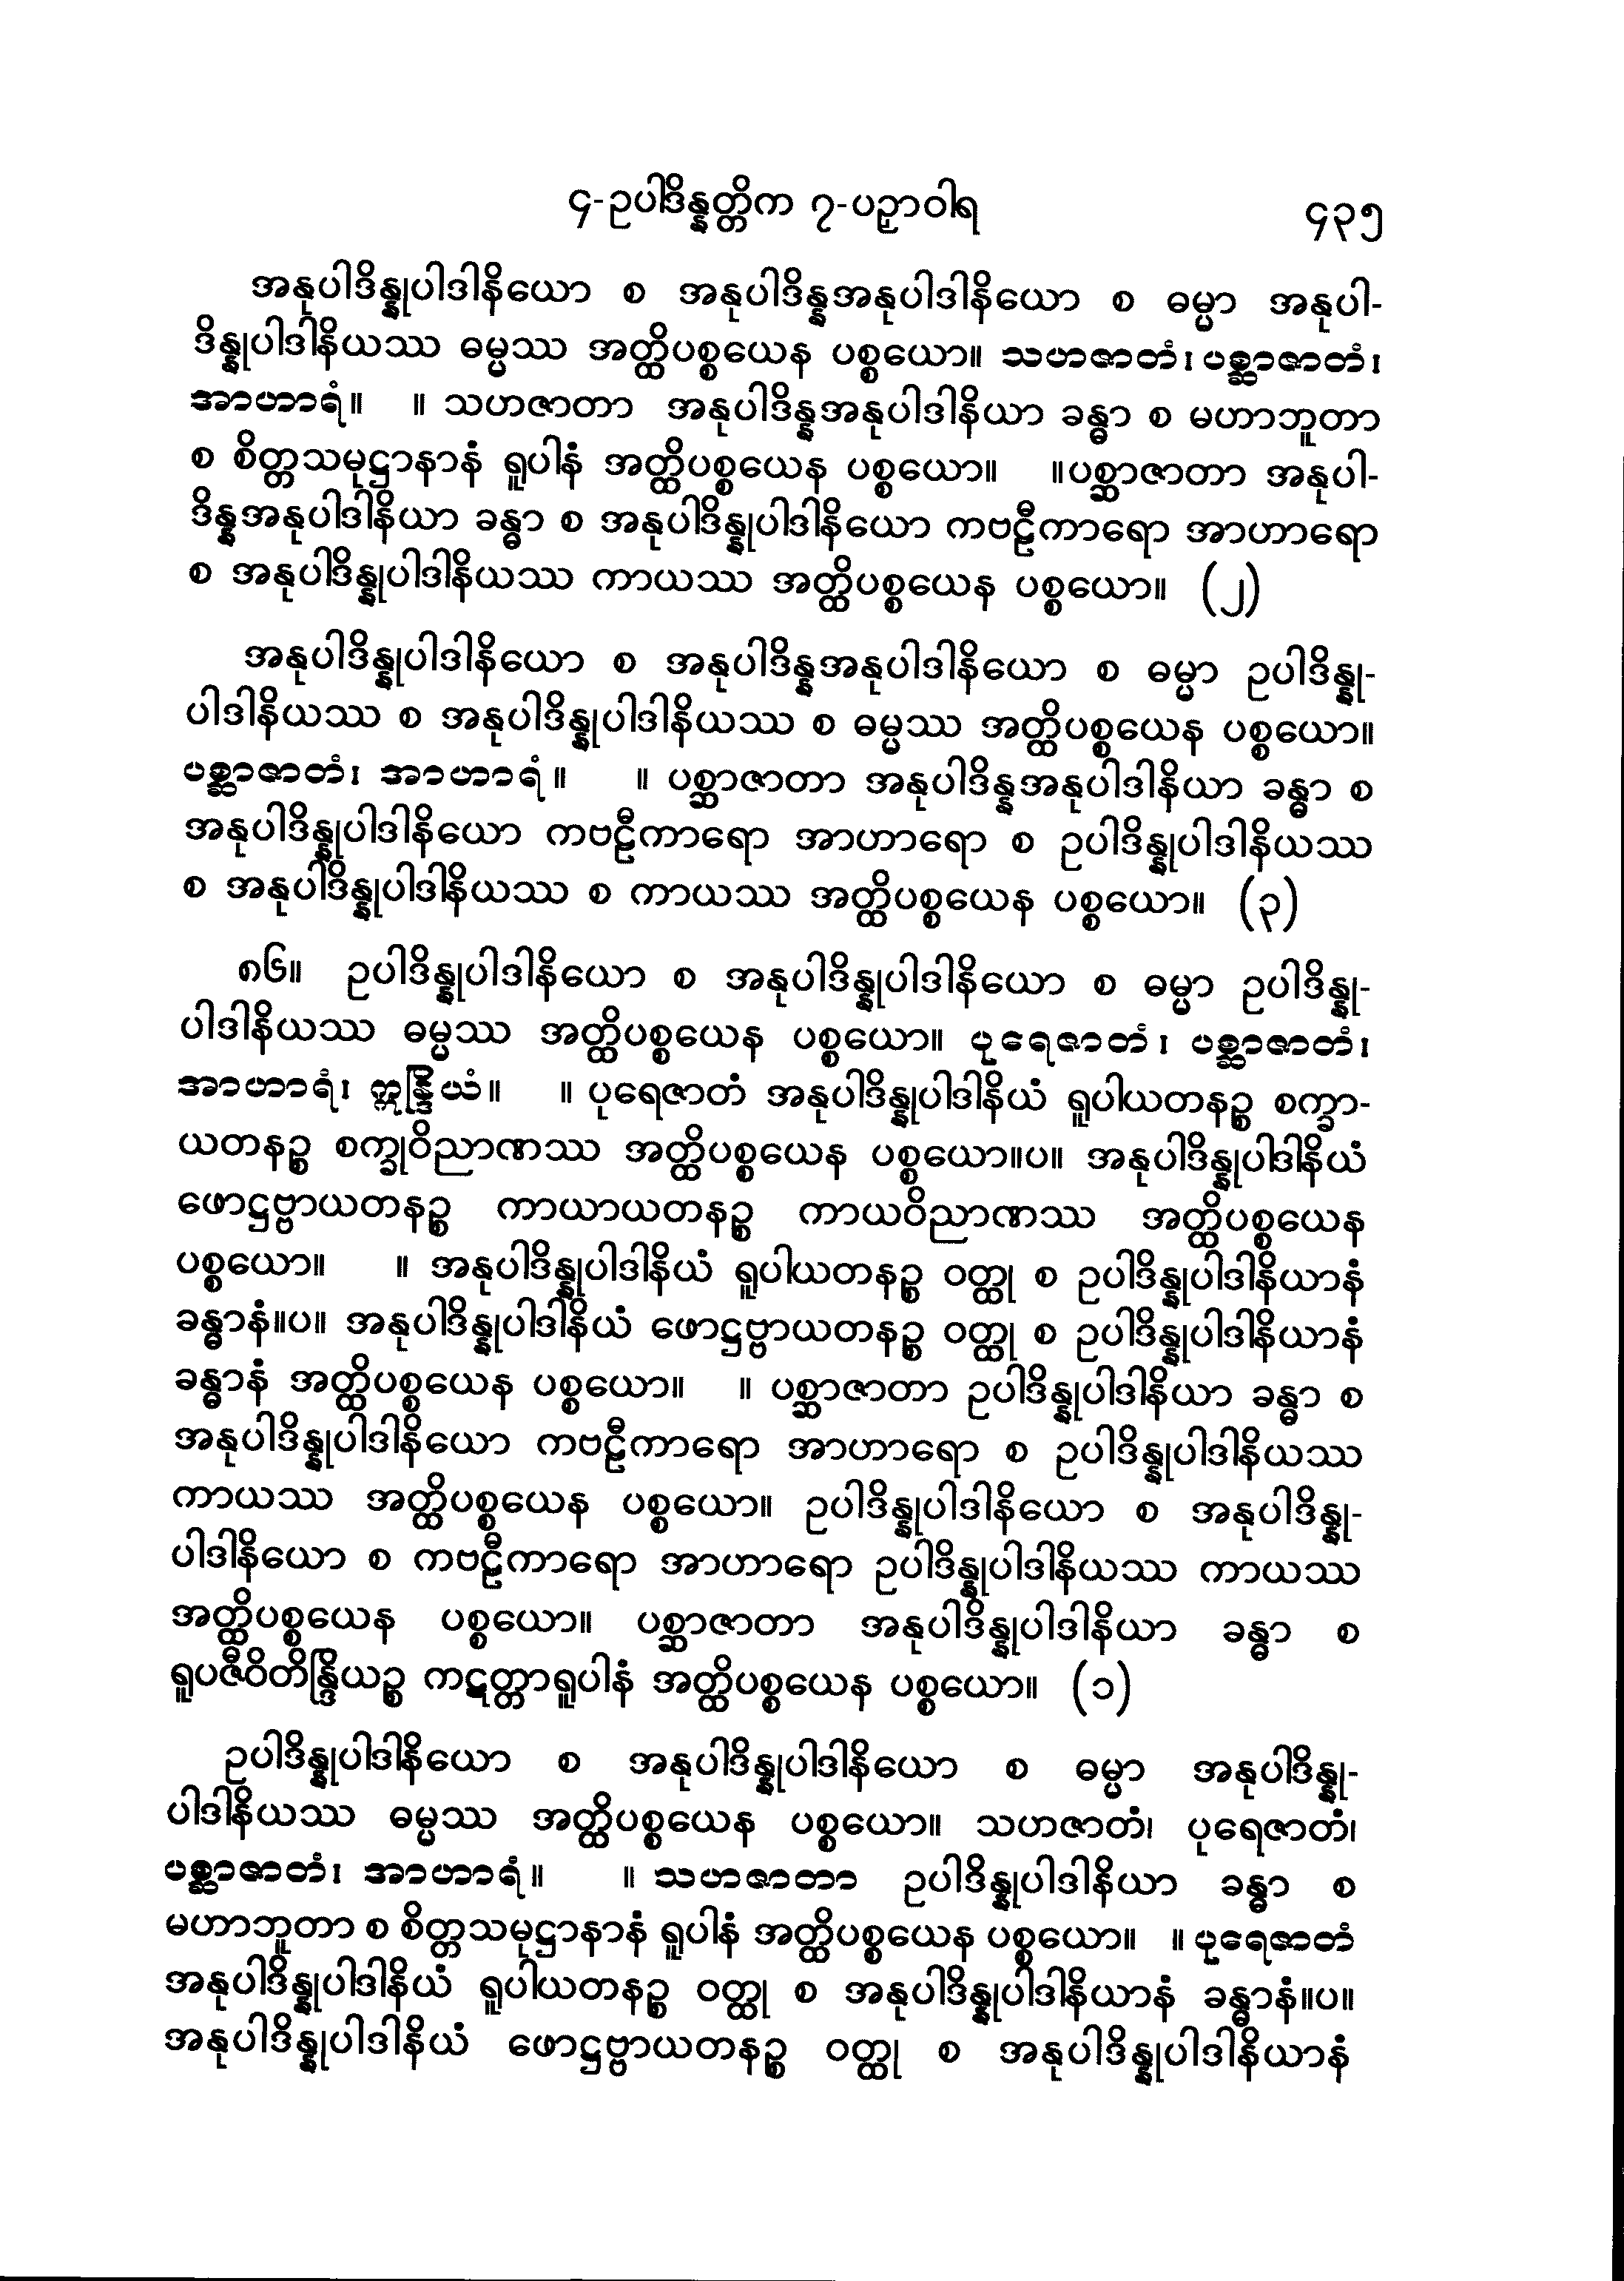 ၄-ဥပါဒိန္နတ္တိက ၇-ပဉှာဝါရ ၄၃၅
အနုပါဒိန္နုပါဒါနိယော စ အနုပါဒိန္နအနုပါဒါနိယော စ ဓမ္မာ အနုပါ-
ဒိန္နုပါဒါနိယဿ ဓမ္မဿ အတ္ထိပစ္စယေန ပစ္စယော။ သဟဇာတံ၊ ပစ္ဆာဇာတံ၊
အာဟာရံ။ ။ သဟဇာတာ အနုပါဒိန္နအနုပါဒါနိယာ ခန္ဓာ စ မဟာဘူတာ
စ စိတ္တသမုဋ္ဌာနာနံ ရူပါနံ အတ္ထိပစ္စယေန ပစ္စယော။ ။ပစ္ဆာဇာတာ အနုပါ-
ဒိန္နအနုပါဒါနိယာ ခန္ဓာ စ အနုပါဒိန္နုပါဒါနိယော ကဗဠီကာရော အာဟာရော
စ အနုပါဒိန္နုပါဒါနိယဿ ကာယဿ အတ္ထိပစ္စယေန ပစ္စယော။ (၂)
အနုပါဒိန္နုပါဒါနိယော စ အနုပါဒိန္နအနုပါဒါနိယော စ ဓမ္မာ ဥပါဒိန္နု-
ပါဒါနိယဿ စ အနုပါဒိန္နုပါဒါနိယဿ စ ဓမ္မဿ အတ္ထိပစ္စယေန ပစ္စယော။
ပစ္ဆာဇာတံ၊ အာဟာရံ။ ။ ပစ္ဆာဇာတာ အနုပါဒိန္နအနုပါဒါနိယာ ခန္ဓာ စ
အနုပါဒိန္နုပါဒါနိယော ကဗဠီကာရော အာဟာရော စ ဥပါဒိန္နုပါဒါနိယဿ
စ အနုပါဒိန္နုပါဒါနိယဿ စ ကာယဿ အတ္ထိပစ္စယေန ပစ္စယော။ (၃)
၈၆။ ဥပါဒိန္နုပါဒါနိယော စ အနုပါဒိန္နုပါဒါနိယော စ ဓမ္မာ ဥပါဒိန္နု-
ပါဒါနိယဿ ဓမ္မဿ အတ္ထိပစ္စယေန ပစ္စယော။ ပုရေဇာတံ၊ ပစ္ဆာဇာတံ၊
အာဟာရံ၊ ဣန္ဒြိယံ။ ။ ပုရေဇာတံ အနုပါဒိန္နုပါဒါနိယံ ရူပါယတနဉ္စ စက္ခာ-
ယတနဉ္စ စက္ခုဝိညာဏဿ အတ္ထိပစ္စယေန ပစ္စယော။ပ။ အနုပါဒိန္နုပါဒါနိယံ
ဖောဋ္ဌဗ္ဗာယတနဉ္စ ကာယာယတနဉ္စ ကာယဝိညာဏဿ အတ္ထိပစ္စယေန
ပစ္စယော။ ။ အနုပါဒိန္နုပါဒါနိယံ ရူပါယတနဉ္စ ဝတ္ထု စ ဥပါဒိန္နုပါဒါနိယာနံ
ခန္ဓာနံ။ပ။ အနုပါဒိန္နုပါဒါနိယံ ဖောဋ္ဌဗ္ဗာယတနဉ္စ ဝတ္ထု စ ဥပါဒိန္နုပါဒါနိယာနံ
ခန္ဓာနံ အတ္ထိပစ္စယေန ပစ္စယော။ ။ ပစ္ဆာဇာတာ ဥပါဒိန္နုပါဒါနိယာ ခန္ဓာ စ
အနုပါဒိန္နုပါဒါနိယော ကဗဠီကာရော အာဟာရော စ ဥပါဒိန္နုပါဒါနိယဿ
ကာယဿ အတ္ထိပစ္စယေန ပစ္စယော။ ဥပါဒိန္နုပါဒါနိယော စ အနုပါဒိန္နု-
ပါဒါနိယော စ ကဗဠီကာရော အာဟာရော ဥပါဒိန္နုပါဒါနိယဿ ကာယဿ
အတ္ထိပစ္စယေန ပစ္စယော။ ပစ္ဆာဇာတာ အနုပါဒိန္နုပါဒါနိယာ ခန္ဓာ စ
ရူပဇီဝိတိန္ဒြိယဉ္စ ကဋတ္တာရူပါနံ အတ္ထိပစ္စယေန ပစ္စယော။ (၁)
ဥပါဒိန္နုပါဒါနိယော စ အနုပါဒိန္နုပါဒါနိယော စ ဓမ္မာ အနုပါဒိန္နု-
ပါဒါနိယဿ ဓမ္မဿ အတ္ထိပစ္စယေန ပစ္စယော။ သဟဇာတံ၊ ပုရေဇာတံ၊
ပစ္ဆာဇာတံ၊ အာဟာရံ။ ။ သဟဇာတာ ဥပါဒိန္နုပါဒါနိယာ ခန္ဓာ စ
မဟာဘူတာ စ စိတ္တသမုဋ္ဌာနာနံ ရူပါနံ အတ္ထိပစ္စယေန ပစ္စယော။ ။ ပုရေဇာတံ
အနုပါဒိန္နုပါဒါနိယံ ရူပါယတနဉ္စ ဝတ္ထု စ အနုပါဒိန္နုပါဒါနိယာနံ ခန္ဓာနံ။ပ။
အနုပါဒိန္နုပါဒါနိယံ ဖောဋ္ဌဗ္ဗာယတနဉ္စ ဝတ္ထု စ အနုပါဒိန္နုပါဒါနိယာနံ